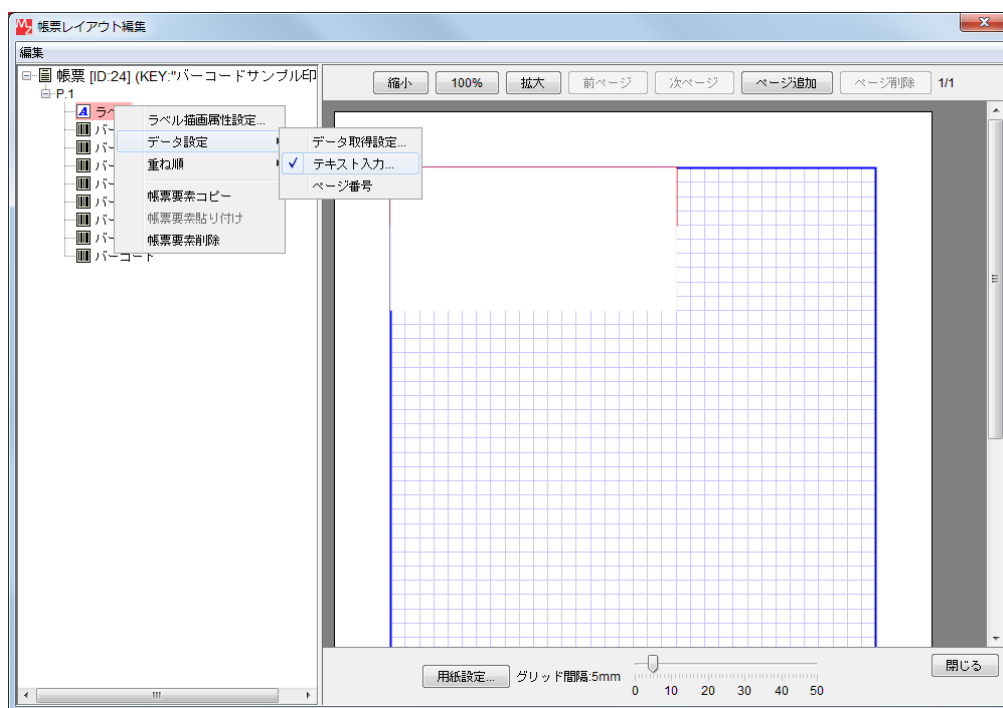 帳票レイアウト編集
編集
帳票 [ID:24] (KEY:"バーコードサンプル印
P.1
ラベ
バー
バー
バー
バー
バー
バー
バー
バーコード
ラベル描画属性設定...
データ設定
重ね順
帳票要素コピー
帳票要素貼り付け
帳票要素削除
データ取得設定...
テキスト入力...
ページ番号
縮小 100% 拡大 前ページ 次ページ ページ追加 ページ削除 1/1
用紙設定... グリッド間隔:5mm
0 10 20 30 40 50
閉じる